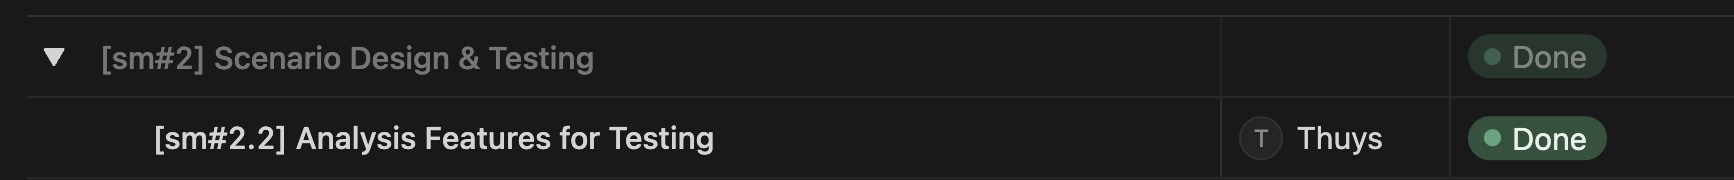 [sm#2] Scenario Design & Testing Done
[sm#2.2] Analysis Features for Testing T Thuys Done